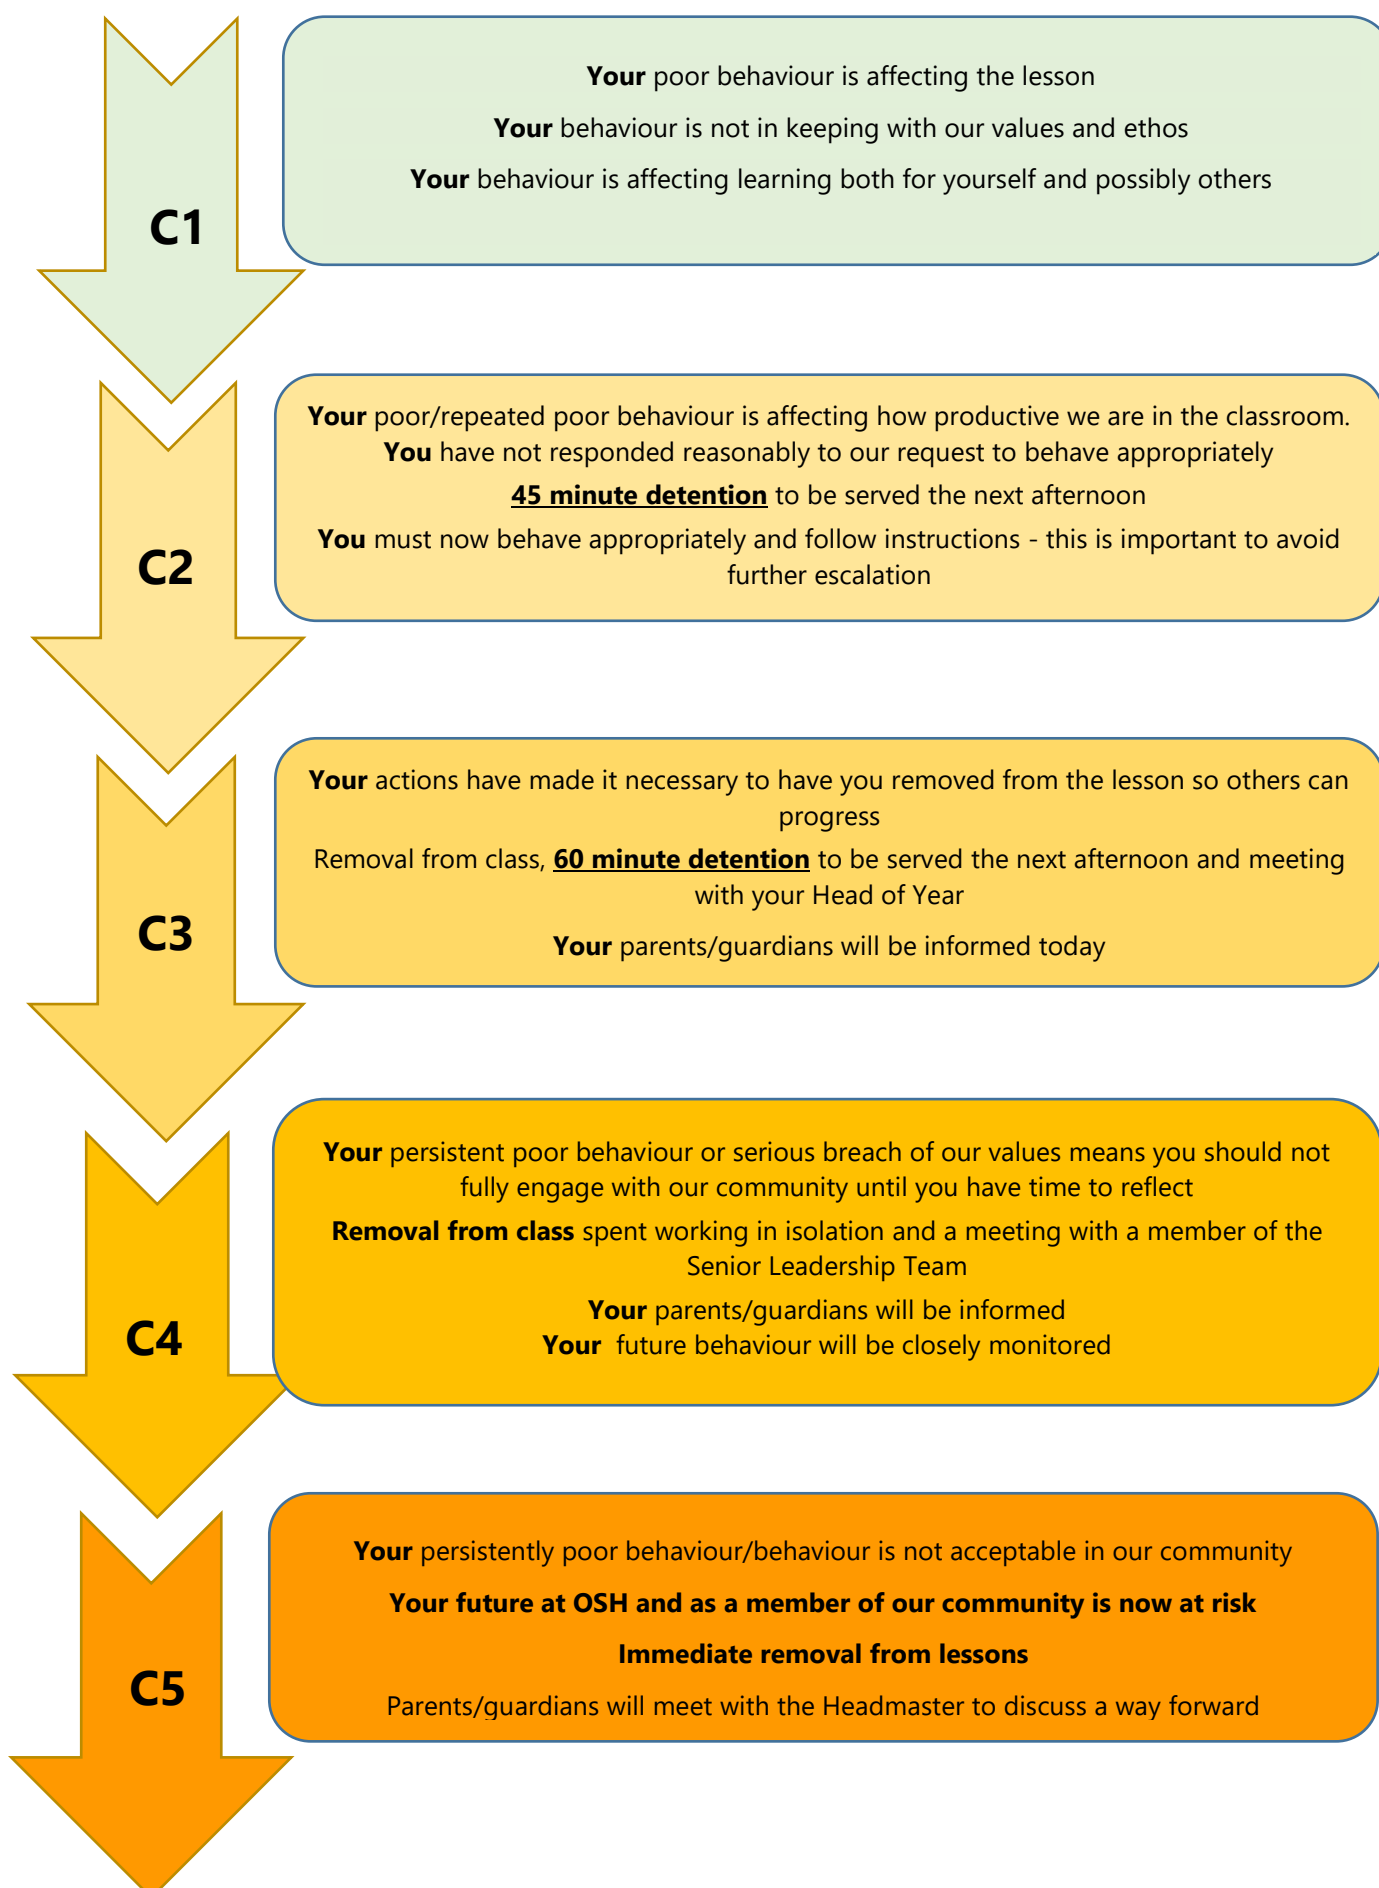 C1
Your poor behaviour is affecting the lesson
Your behaviour is not in keeping with our values and ethos
Your behaviour is affecting learning both for yourself and possibly others
C2
Your poor/repeated poor behaviour is affecting how productive we are in the classroom.
You have not responded reasonably to our request to behave appropriately
45 minute detention to be served the next afternoon
You must now behave appropriately and follow instructions - this is important to avoid
further escalation
C3
Your actions have made it necessary to have you removed from the lesson so others can
progress
Removal from class, 60 minute detention to be served the next afternoon and meeting
with your Head of Year
Your parents/guardians will be informed today
C4
Your persistent poor behaviour or serious breach of our values means you should not
fully engage with our community until you have time to reflect
Removal from class spent working in isolation and a meeting with a member of the
Senior Leadership Team
Your parents/guardians will be informed
Your future behaviour will be closely monitored
C5
Your persistently poor behaviour/behaviour is not acceptable in our community
Your future at OSH and as a member of our community is now at risk
Immediate removal from lessons
Parents/guardians will meet with the Headmaster to discuss a way forward